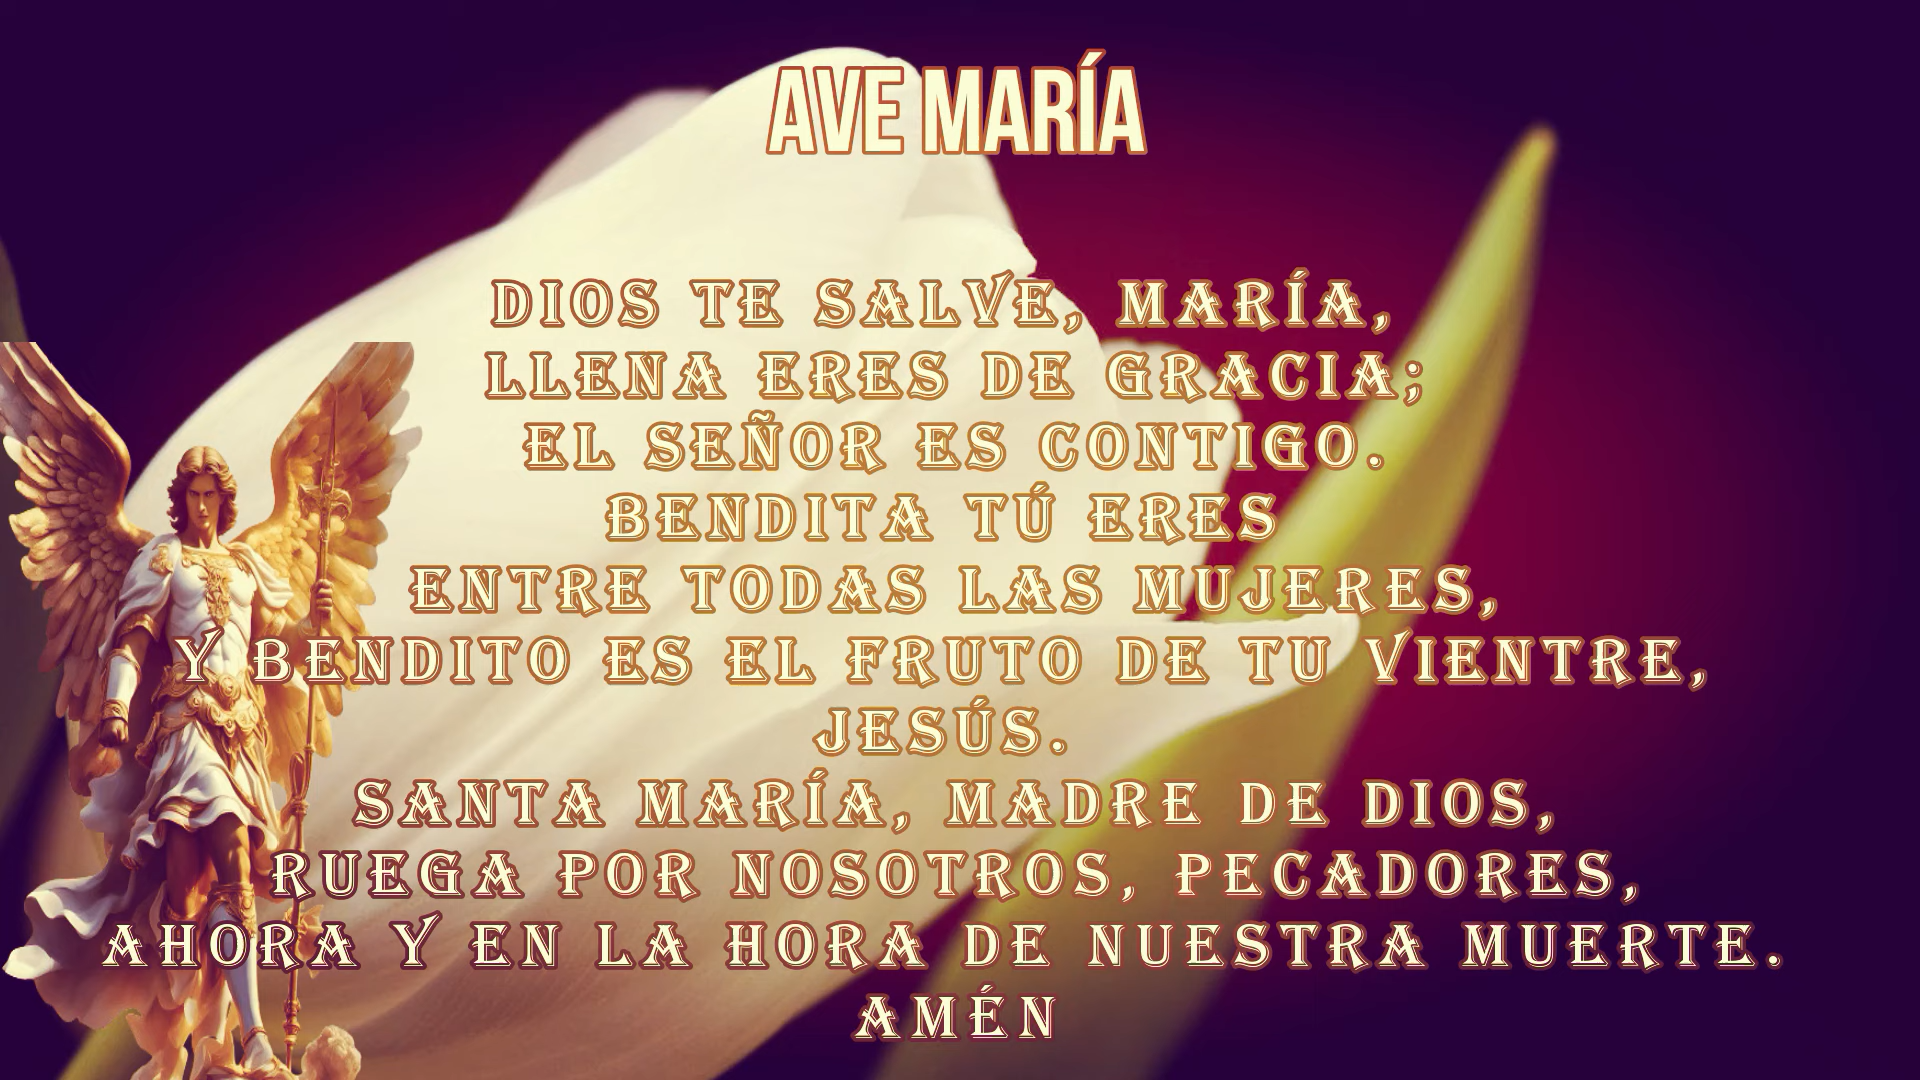 AVE MARÍA
DIOS TE SALVE, MARÍA,
LLENA ERES DE GRACIA;
EL SEÑOR ES CONTIGO.
BENDITA TÚ ERES
ENTRE TODAS LAS MUJERES,
Y BENDITO ES EL FRUTO DE TU VIENTRE,
JESÚS.
SANTA MARÍA, MADRE DE DIOS,
RUEGA POR NOSOTROS, PECADORES,
AHORA Y EN LA HORA DE NUESTRA MUERTE.
AMÉN